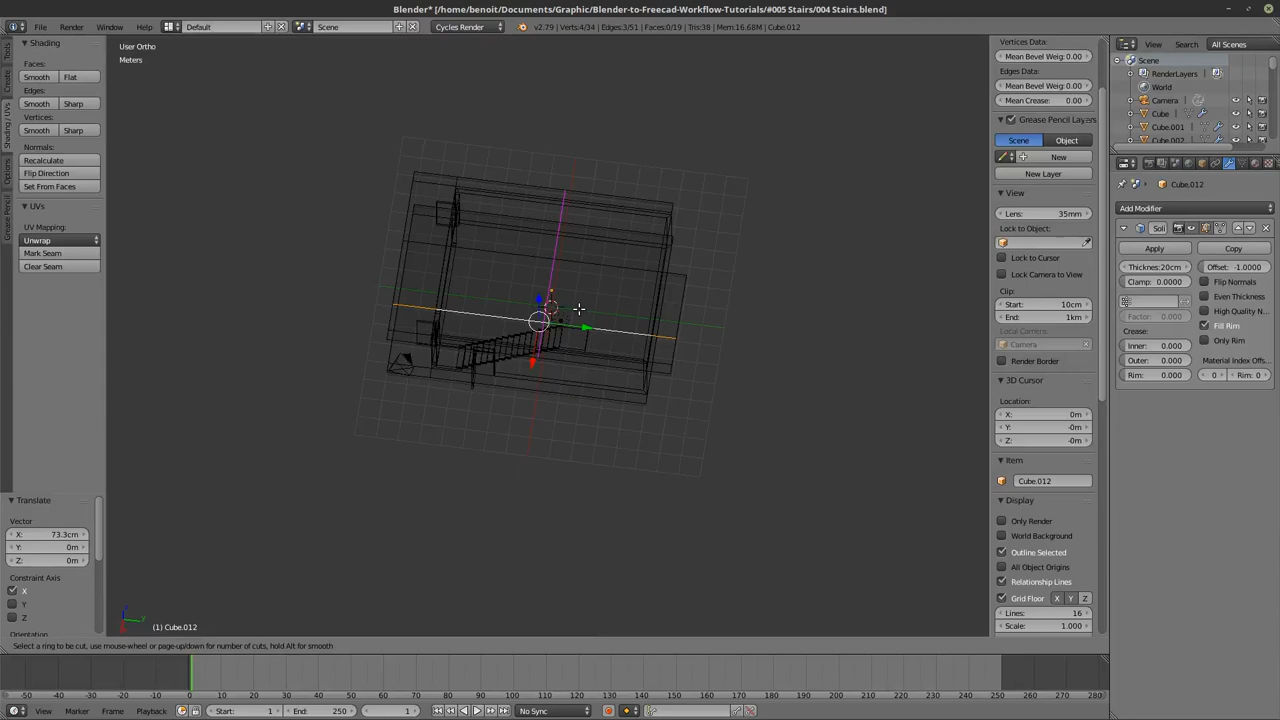 Blender* [/home/benoit/Documents/Graphic/Blender-to-Freecad-Workflow-Tutorials/#005 Stairs/004 Stairs.blend]
File Render Window Help Default Scene Cycles Render v2.79 | Verts:4/34 | Edges:3/51 | Faces:0/19 | Tris:38 | Mem:16.68M | Cube.012
View Search All Scenes
Tools
Create
Shading / UVs
Options
Grease Pencil
Shading
Faces:
Smooth Flat
Edges:
Smooth Sharp
Vertices:
Smooth Sharp
Normals:
Recalculate
Flip Direction
Set From Faces
UVs
UV Mapping:
Unwrap
Mark Seam
Clear Seam
Translate
Vector
X: 73.3cm
Y: 0m
Z: 0m
Constraint Axis
X
Y
Z
Orientation
User Ortho
Meters
(1) Cube.012
Vertices Data:
Mean Bevel Weig: 0.00
Edges Data:
Mean Bevel Weig: 0.00
Mean Crease: 0.00
Grease Pencil Layers
Scene Object
New
New Layer
View
Lens: 35mm
Lock to Object:
Lock to Cursor
Lock Camera to View
Clip:
Start: 10cm
End: 1km
Local Camera:
Camera
Render Border
3D Cursor
Location:
X: 0m
Y: -0m
Z: -0m
Item
Cube.012
Display
Only Render
World Background
Outline Selected
All Object Origins
Relationship Lines
Grid Floor X Y Z
Lines: 16
Scale: 1.000
Scene
RenderLayers
World
Camera
Cube
Cube.001
Cube.002
Cube.012
Add Modifier
Soli
Apply Copy
Thicknes:20cm Offset: -1.0000
Clamp: 0.0000 Flip Normals
Even Thickness
High Quality N
Factor: 0.000 Fill Rim
Crease: Only Rim
Inner: 0.000
Outer: 0.000 Material Index Offs
Rim: 0.000 0 Rim: 0
Select a ring to be cut, use mouse-wheel or page-up/down for number of cuts, hold Alt for smooth
-50 -40 -30 -20 -10 0 10 20 30 40 50 60 70 80 90 100 110 120 130 140 150 160 170 180 190 200 210 220 230 240 250 260 270 280
View Marker Frame Playback Start: 1 End: 250 1 No Sync